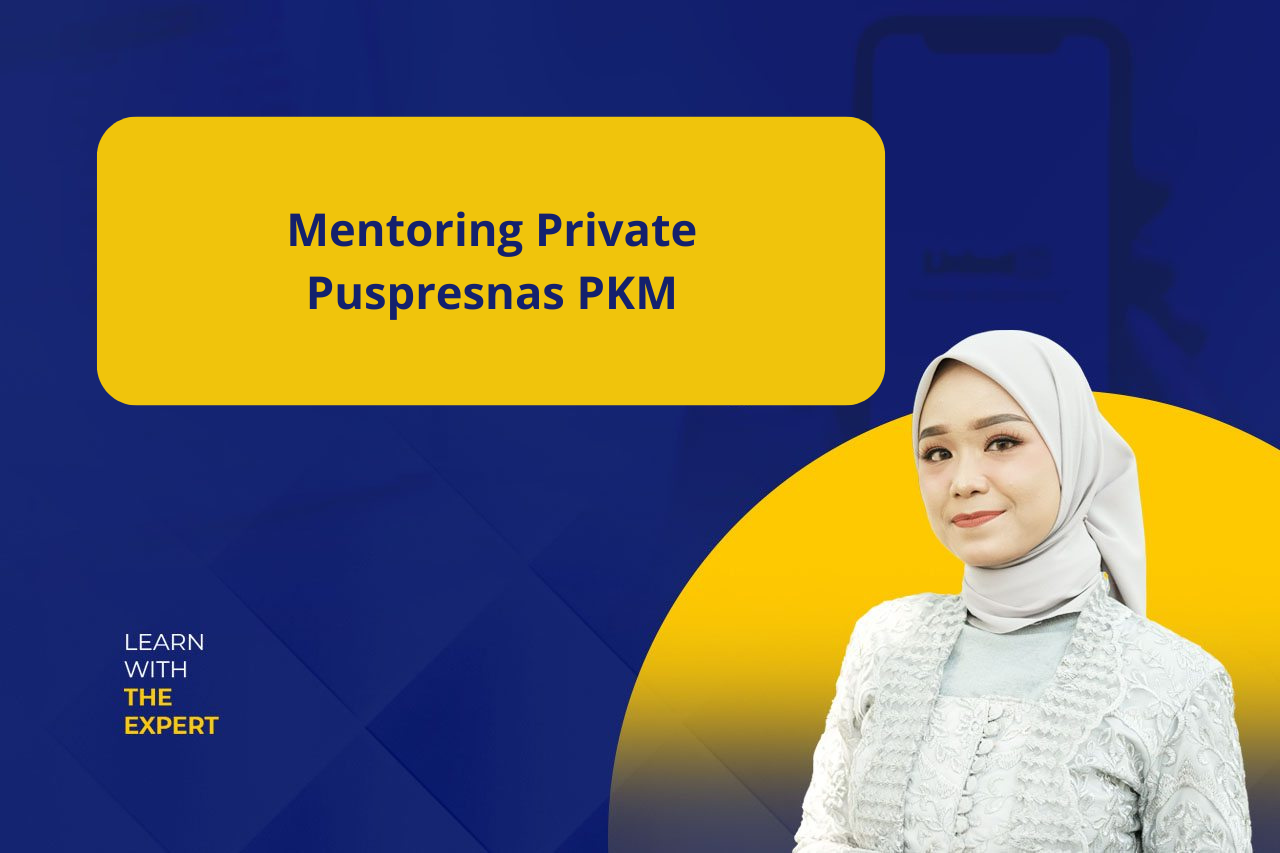 Mentoring Private
Puspresnas PKM
LEARN
WITH
THE
EXPERT